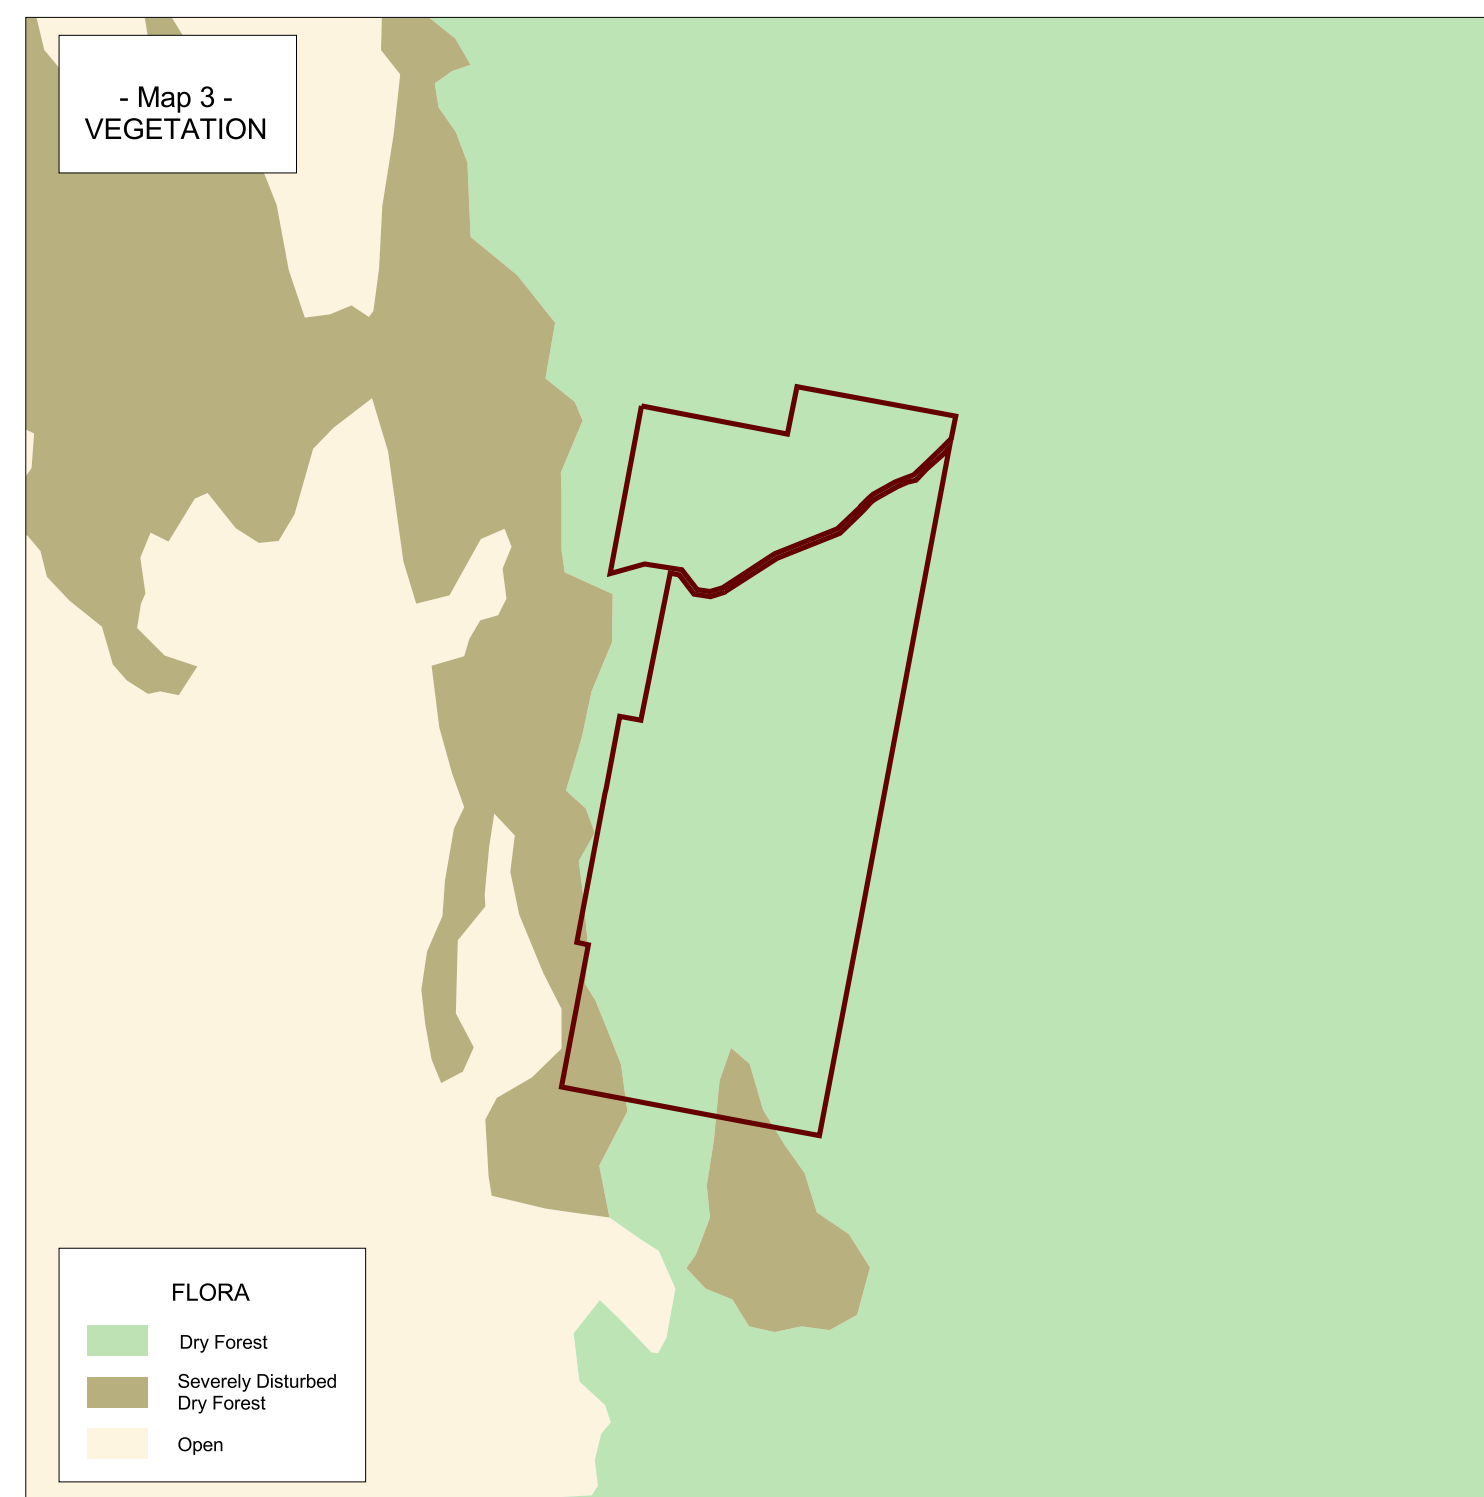 - Map 3 -
VEGETATION
FLORA
Dry Forest
Severely Disturbed
Dry Forest
Open